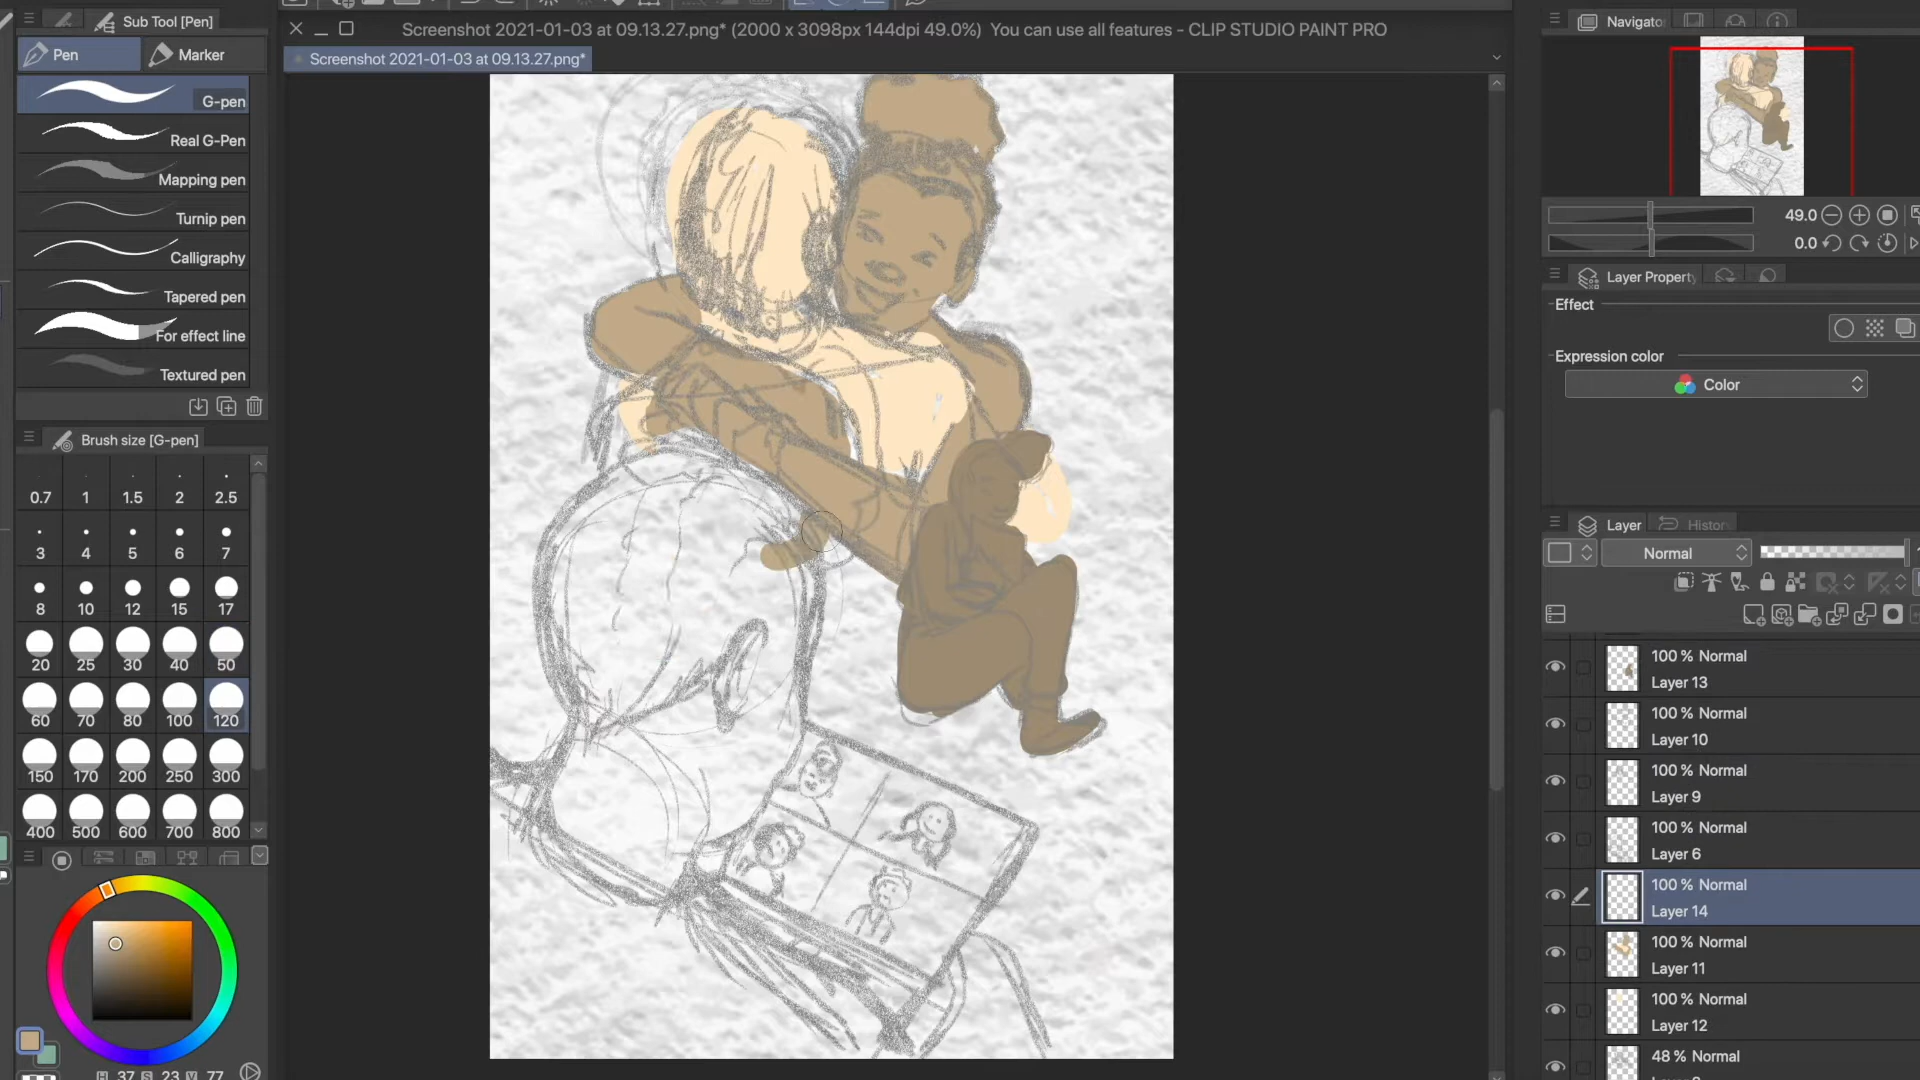 Sub Tool [Pen]
Pen
Marker
G-pen
Real G-Pen
Mapping pen
Turnip pen
Calligraphy
Tapered pen
For effect line
Textured pen
Brush size [G-pen]
0.7 1 1.5 2 2.5
3 4 5 6 7
8 10 12 15 17
20 25 30 40 50
60 70 80 100 120
150 170 200 250 300
400 500 600 700 800
H 37 S 23 V 77
Screenshot 2021-01-03 at 09.13.27.png* (2000 x 3098px 144dpi 49.0%) You can use all features - CLIP STUDIO PAINT PRO
Screenshot 2021-01-03 at 09.13.27.png*
Navigator
49.0
0.0
Layer Property
Effect
Expression color
Color
Layer
History
Normal
100 % Normal
Layer 13
100 % Normal
Layer 10
100 % Normal
Layer 9
100 % Normal
Layer 6
100 % Normal
Layer 14
100 % Normal
Layer 11
100 % Normal
Layer 12
48 % Normal